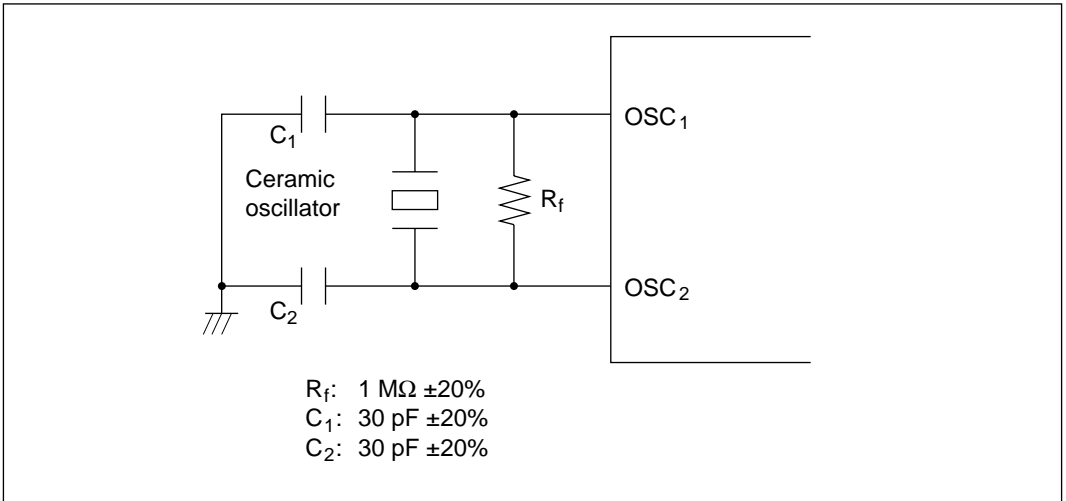 OSC1
C1
Ceramic
oscillator
Rf
OSC2
C2
Rf: 1 MΩ ±20%
C1: 30 pF ±20%
C2: 30 pF ±20%